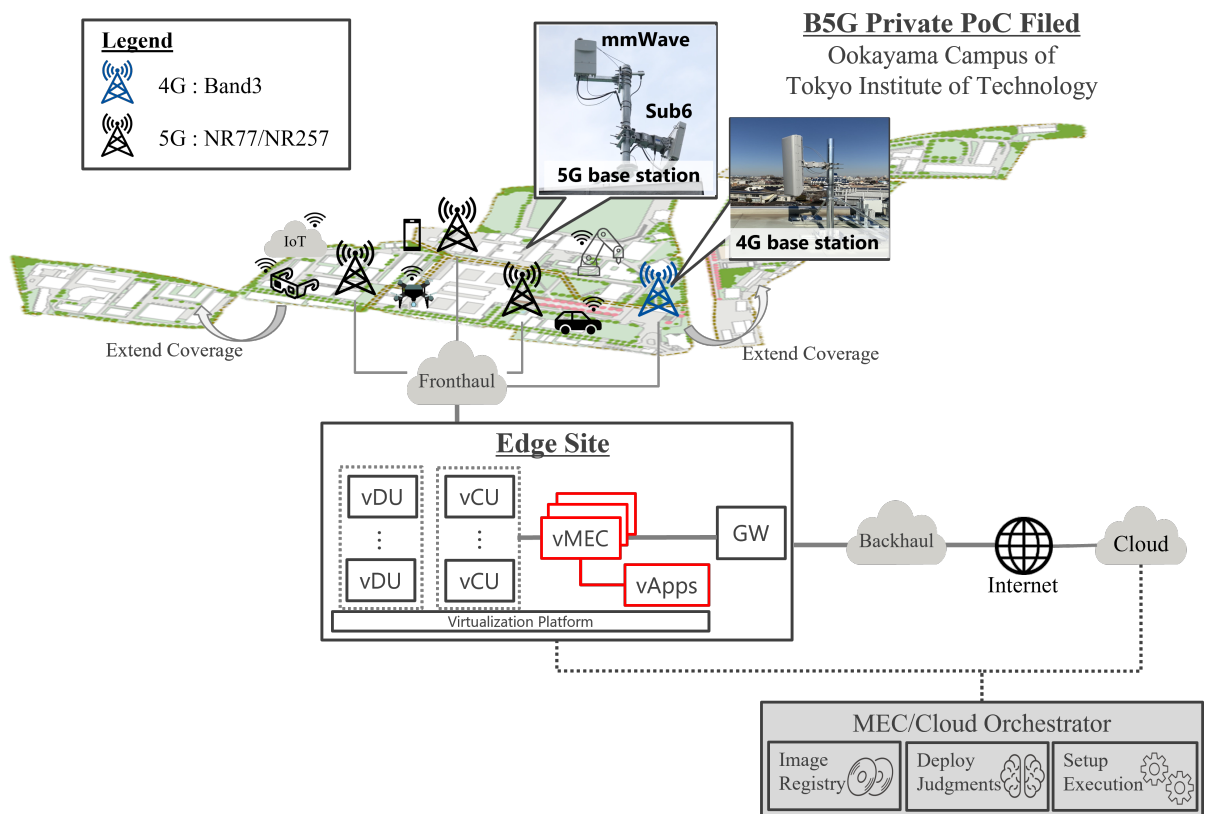 B5G Private PoC Filed
Ookayama Campus of
Tokyo Institute of Technology
Legend
4G : Band3
5G : NR77/NR257
mmWave
Sub6
5G base station
4G base station
IoT
Extend Coverage
Extend Coverage
Fronthaul
Edge Site
vDU
vCU
⋮
⋮
vMEC
GW
vDU
vCU
vApps
Virtualization Platform
Backhaul
Internet
Cloud
MEC/Cloud Orchestrator
Image
Registry
Deploy
Judgments
Setup
Execution